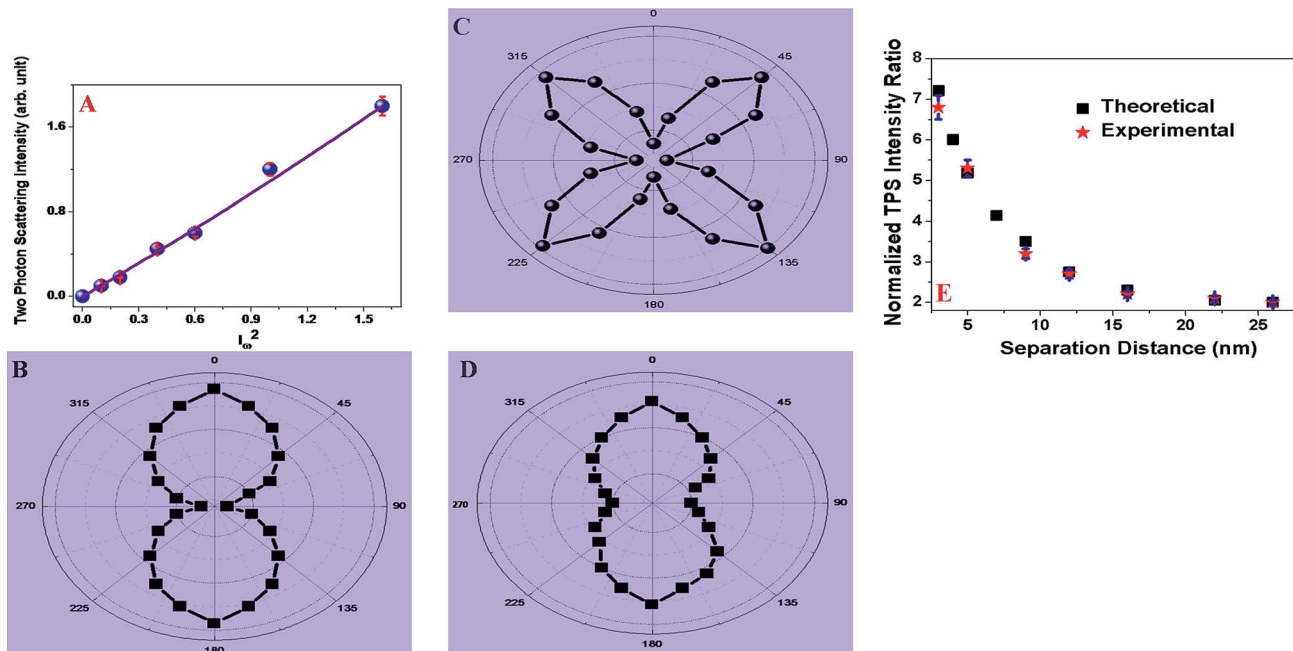 A
Two Photon Scattering Intensity (arb. unit)
1.6
0.8
0.0
0.0 0.3 0.6 0.9 1.2 1.5
Iω2
B
0
315 45
270 90
225 135
180
C
0
315 45
270 90
225 135
180
D
0
315 45
270 90
225 135
180
Normalized TPS Intensity Ratio
8
7
6
5
4
3
2
Theoretical
Experimental
E
5 10 15 20 25
Separation Distance (nm)